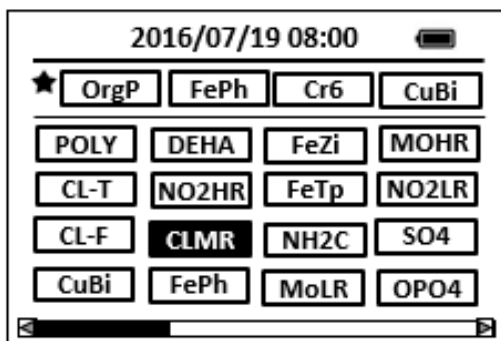 2016/07/19 08:00
OrgP FePh Cr6 CuBi
POLY DEHA FeZi MOHR
CL-T NO2HR FeTp NO2LR
CL-F CLMR NH2C SO4
CuBi FePh MoLR OPO4